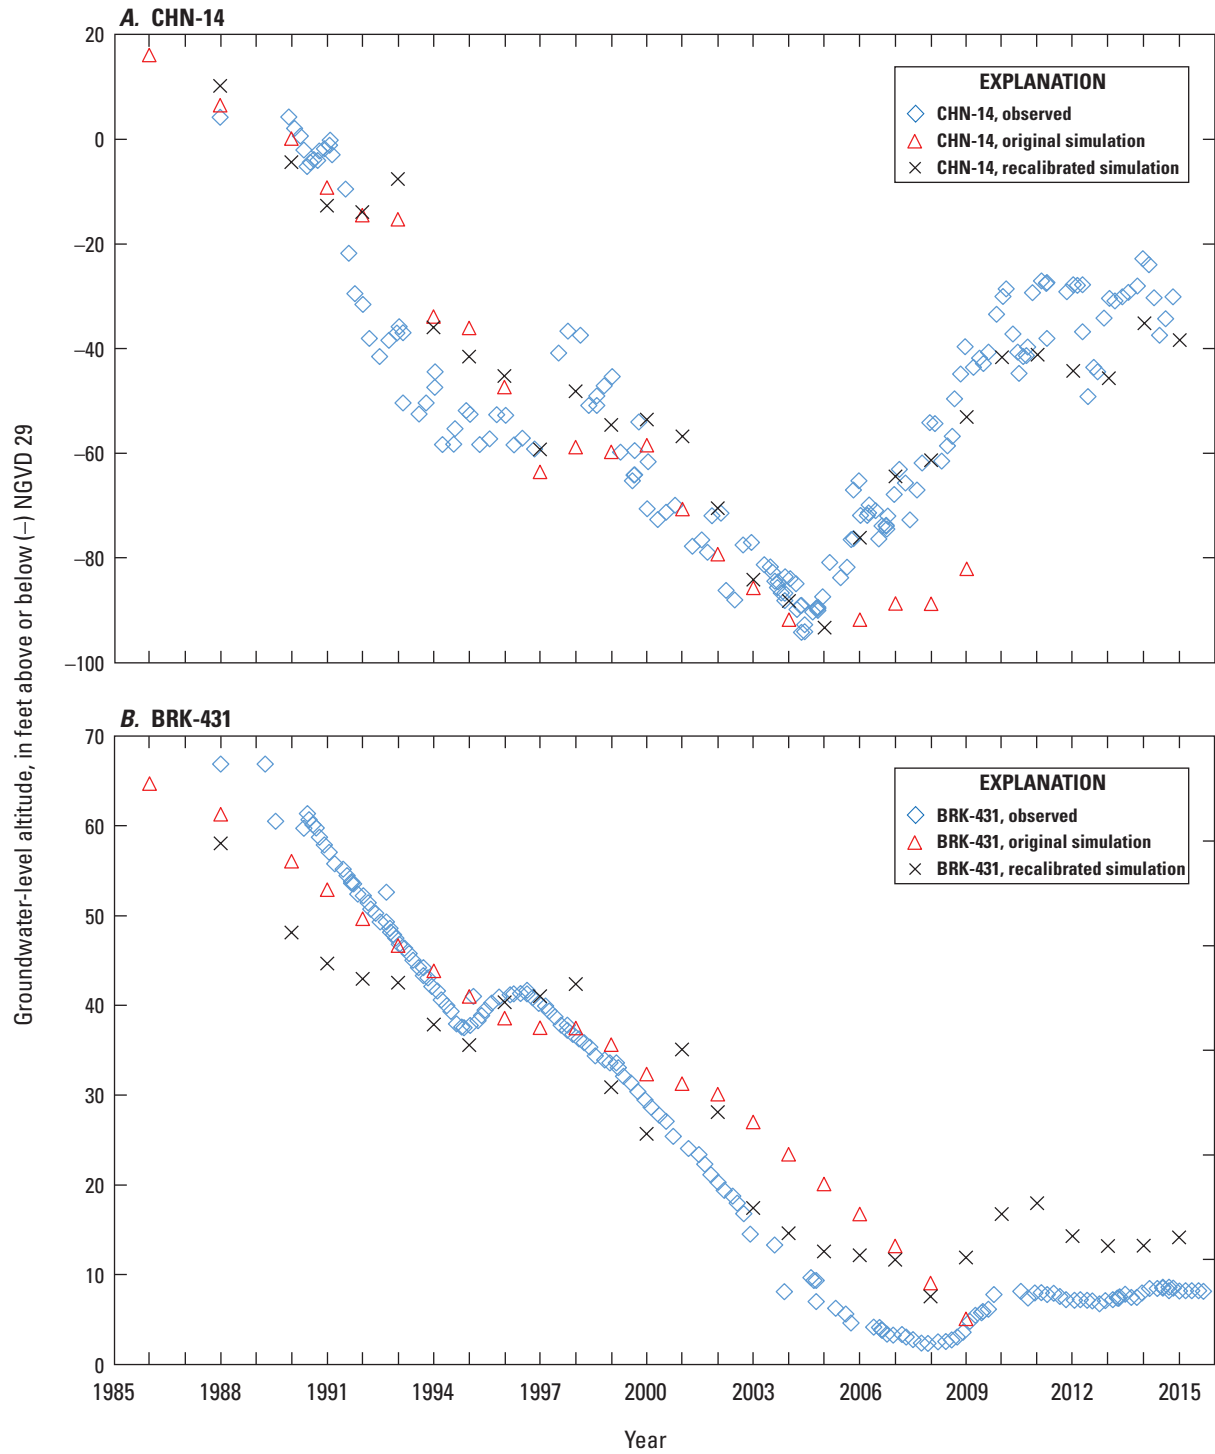 A. CHN-14
20
0
–20
–40
–60
–80
–100
EXPLANATION
CHN-14, observed
CHN-14, original simulation
CHN-14, recalibrated simulation
Groundwater-level altitude, in feet above or below (–) NGVD 29
B. BRK-431
70
60
50
40
30
20
10
0
EXPLANATION
BRK-431, observed
BRK-431, original simulation
BRK-431, recalibrated simulation
1985 1988 1991 1994 1997 2000 2003 2006 2009 2012 2015
Year